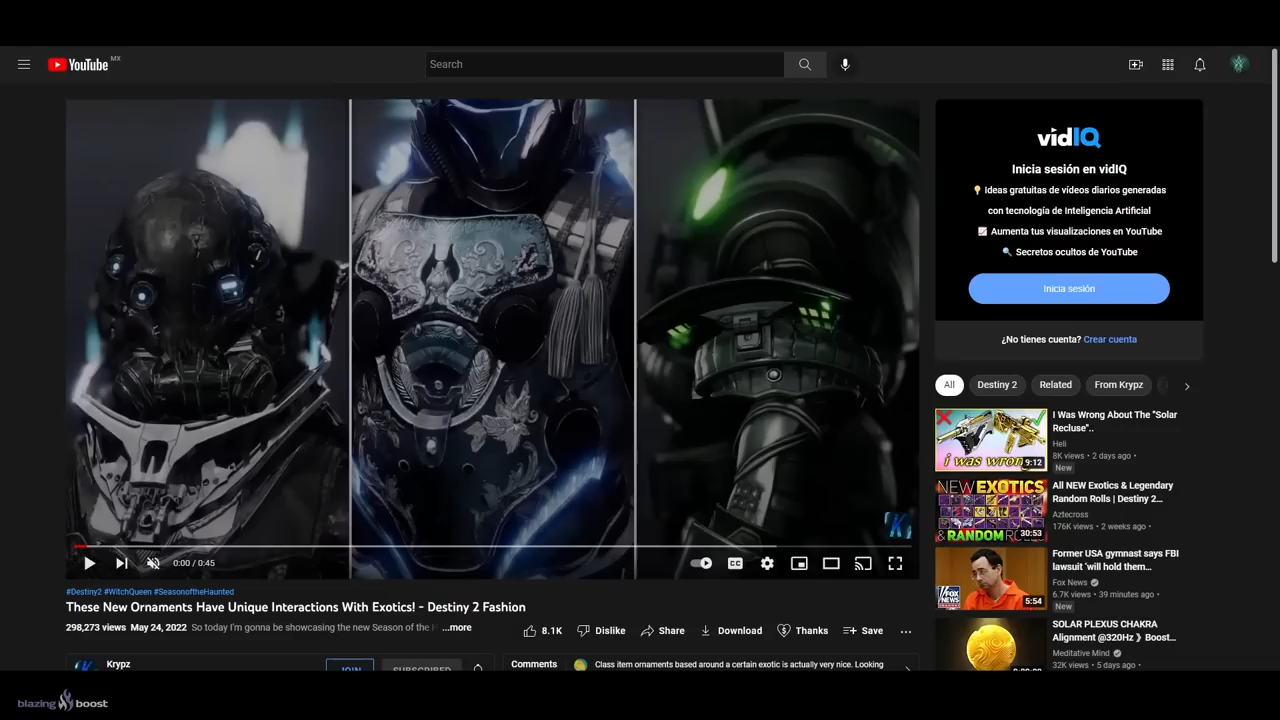 YouTube MX
Search
vidIQ
Inicia sesión en vidIQ
💡 Ideas gratuitas de vídeos diarios generadas
con tecnología de Inteligencia Artificial
📈 Aumenta tus visualizaciones en YouTube
🔍 Secretos ocultos de YouTube
Inicia sesión
¿No tienes cuenta? Crear cuenta
All Destiny 2 Related From Krypz
I Was Wrong About The "Solar
Recluse"..
Heli
8K views • 2 days ago •
New
i was wrong
9:12
All NEW Exotics & Legendary
Random Rolls | Destiny 2...
Aztecross
176K views • 2 weeks ago •
NEW EXOTICS
& RANDOM
30:53
Former USA gymnast says FBI
lawsuit 'will hold them...
Fox News
6.7K views • 39 minutes ago •
New
FOX
NEWS
5:54
SOLAR PLEXUS CHAKRA
Alignment @320Hz 》Boost...
Meditative Mind
32K views • 5 days ago •
0:00 / 0:45
CC
#Destiny2 #WitchQueen #SeasonoftheHaunted
These New Ornaments Have Unique Interactions With Exotics! - Destiny 2 Fashion
298,273 views May 24, 2022 So today I'm gonna be showcasing the new Season of the ...more
8.1K Dislike Share Download Thanks Save
Krypz
JOIN SUBSCRIBED
Comments Class item ornaments based around a certain exotic is actually very nice. Looking
blazing boost